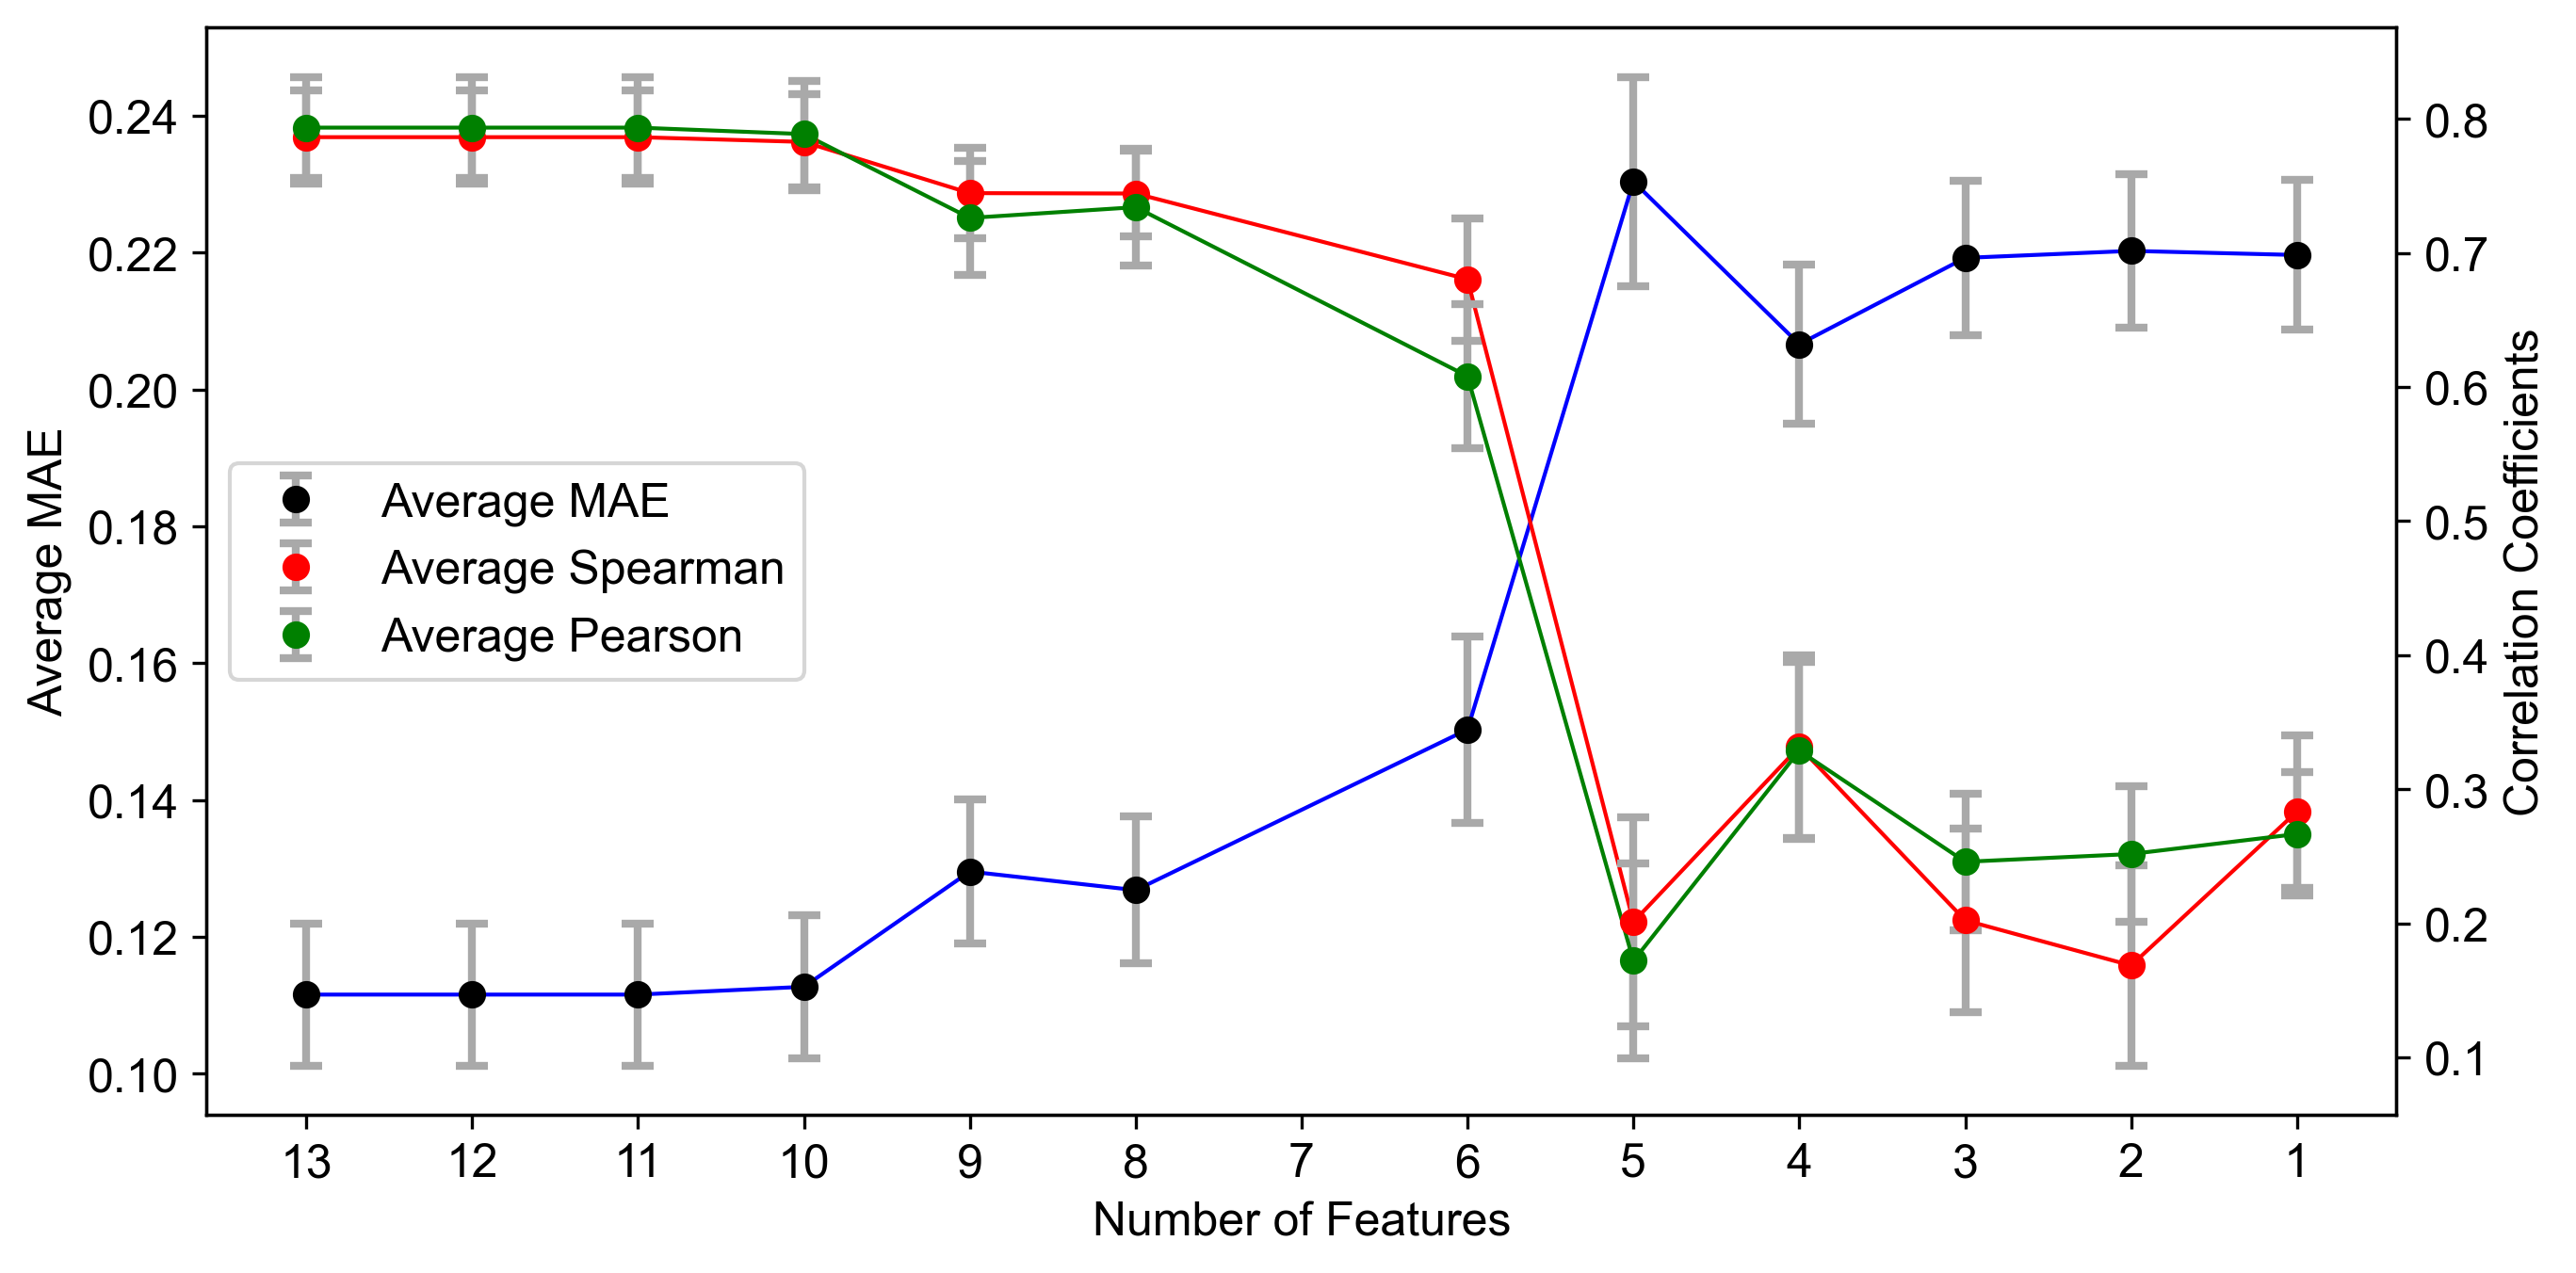 0.24
0.22
0.20
0.18
0.16
0.14
0.12
0.10
Average MAE
Average MAE
Average Spearman
Average Pearson
0.8
0.7
0.6
0.5
0.4
0.3
0.2
0.1
Correlation Coefficients
13 12 11 10 9 8 7 6 5 4 3 2 1
Number of Features